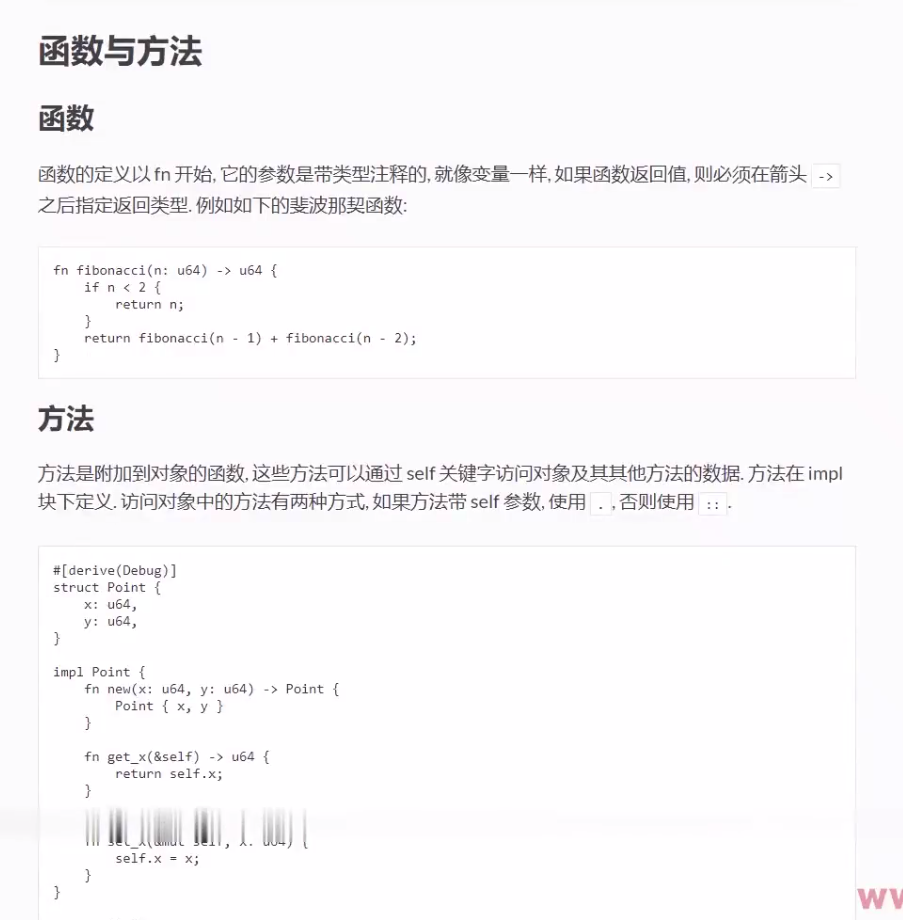 函数与方法
函数
函数的定义以 fn 开始, 它的参数是带类型注释的, 就像变量一样, 如果函数返回值, 则必须在箭头 ->
之后指定返回类型. 例如如下的斐波那契函数:
fn fibonacci(n: u64) -> u64 {
    if n < 2 {
        return n;
    }
    return fibonacci(n - 1) + fibonacci(n - 2);
}
方法
方法是附加到对象的函数, 这些方法可以通过 self 关键字访问对象及其其他方法的数据. 方法在 impl
块下定义. 访问对象中的方法有两种方式, 如果方法带 self 参数, 使用 . , 否则使用 :: .
#[derive(Debug)]
struct Point {
    x: u64,
    y: u64,
}
impl Point {
    fn new(x: u64, y: u64) -> Point {
        Point { x, y }
    }
    fn get_x(&self) -> u64 {
        return self.x;
    }
    fn set_x(&mut self, x: u64) {
        self.x = x;
    }
}